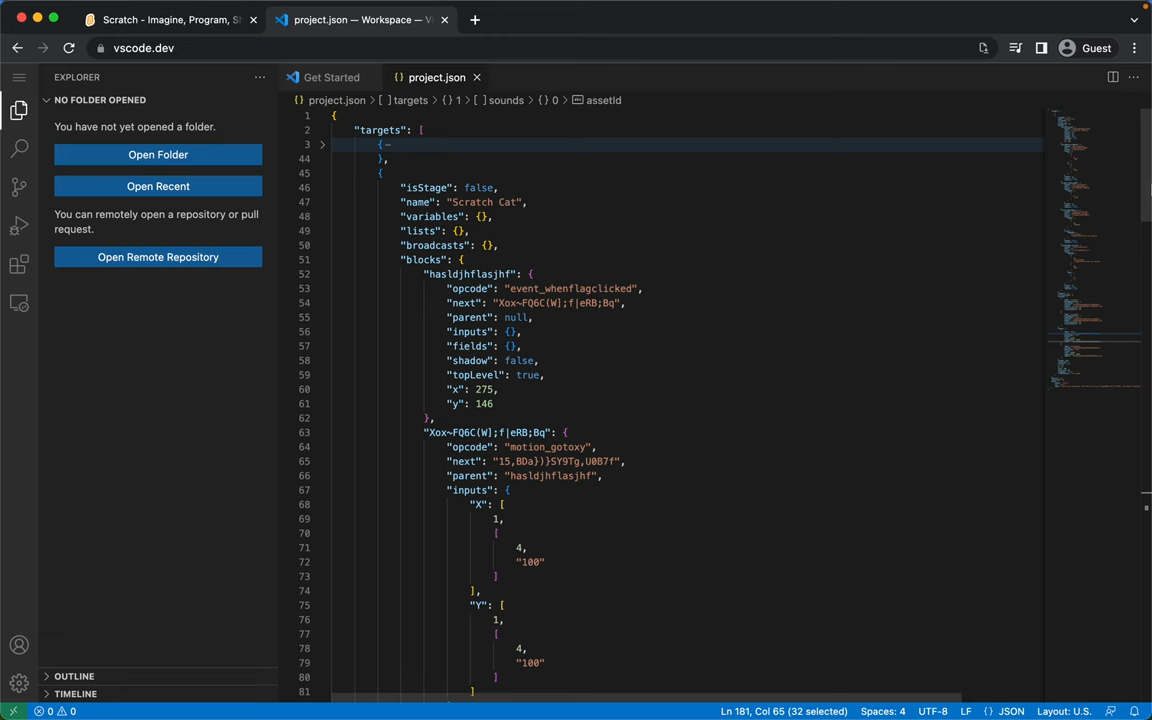 Scratch - Imagine, Program, S
project.json — Workspace — V
vscode.dev
Guest
EXPLORER
Get Started
project.json
NO FOLDER OPENED
project.json > [ ] targets > { } 1 > [ ] sounds > { } 0 > assetId
You have not yet opened a folder.
Open Folder
Open Recent
You can remotely open a repository or pull
request.
Open Remote Repository
1 {
2 "targets": [
3 {
44 },
45 {
46 "isStage": false,
47 "name": "Scratch Cat",
48 "variables": {},
49 "lists": {},
50 "broadcasts": {},
51 "blocks": {
52 "hasldjhflasjhf": {
53 "opcode": "event_whenflagclicked",
54 "next": "Xox~FQ6C(W];f|eRB;Bq",
55 "parent": null,
56 "inputs": {},
57 "fields": {},
58 "shadow": false,
59 "topLevel": true,
60 "x": 275,
61 "y": 146
62 },
63 "Xox~FQ6C(W];f|eRB;Bq": {
64 "opcode": "motion_gotoxy",
65 "next": "15,BDa})}SY9Tg,U0B7f",
66 "parent": "hasldjhflasjhf",
67 "inputs": {
68 "X": [
69 1,
70 [
71 4,
72 "100"
73 ]
74 ],
75 "Y": [
76 1,
77 [
78 4,
79 "100"
80 ]
81 ]
OUTLINE
TIMELINE
0 0
Ln 181, Col 65 (32 selected)
Spaces: 4
UTF-8
LF
{ } JSON
Layout: U.S.